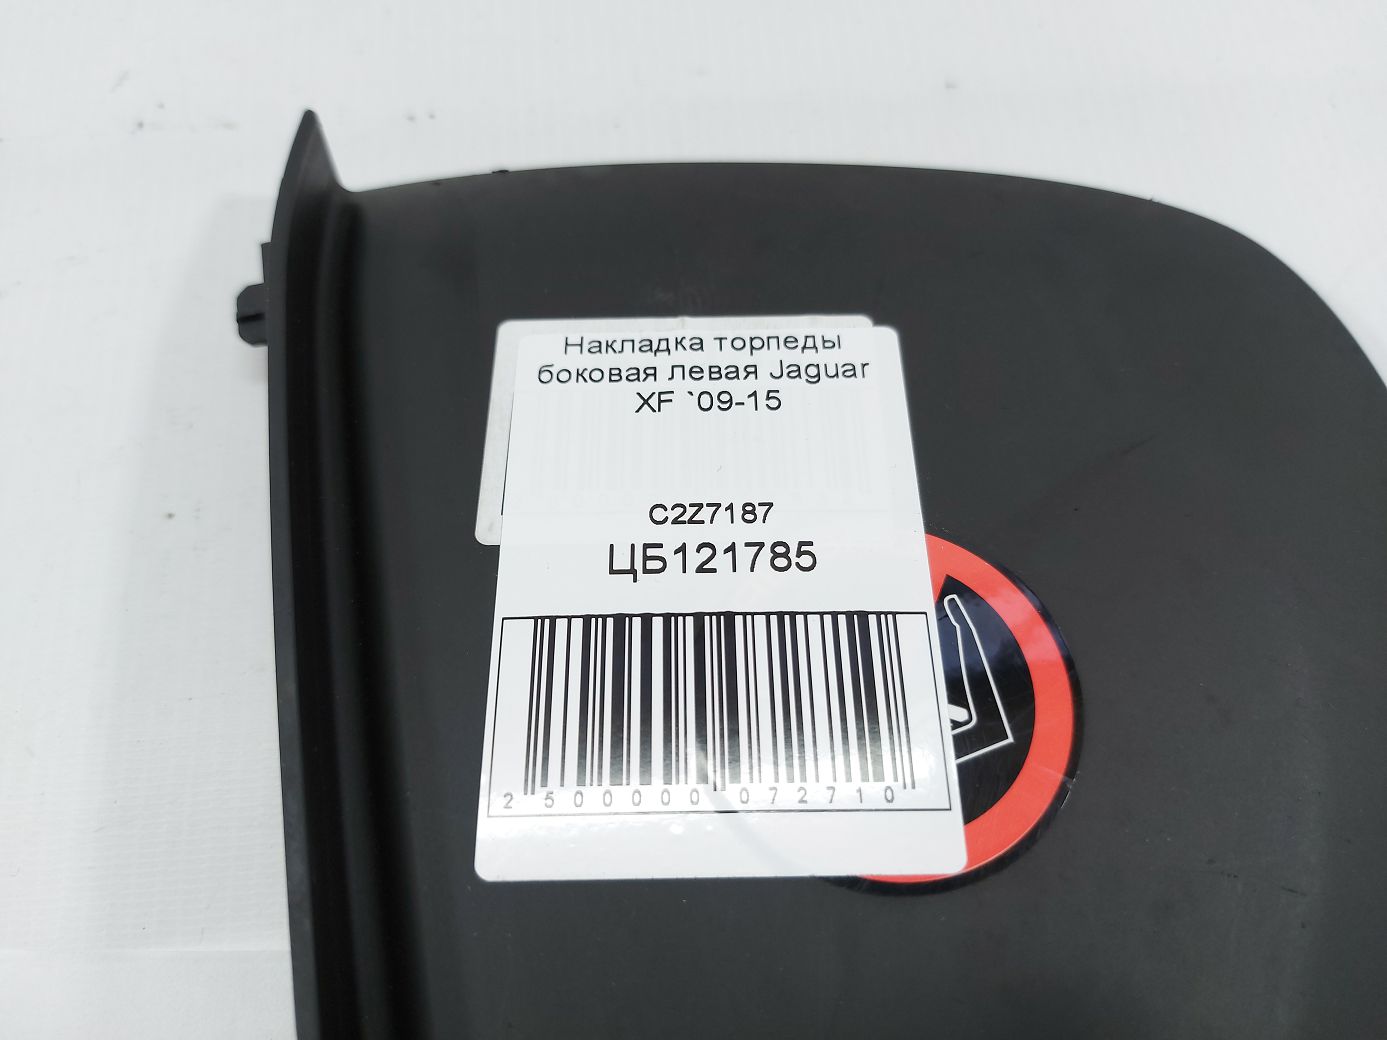 Накладка торпеды
боковая левая Jaguar
XF `09-15
C2Z7187
ЦБ121785
2 500000 072710